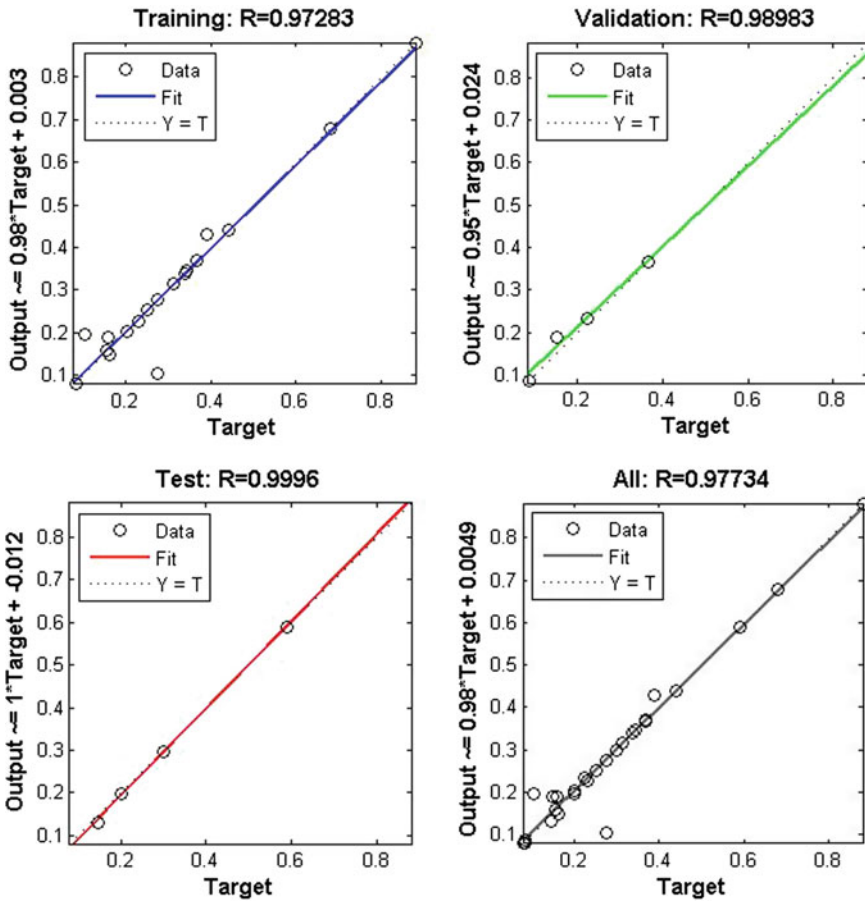 Training: R=0.97283
Output ~= 0.98*Target + 0.003
0.8
0.7
0.6
0.5
0.4
0.3
0.2
0.1
Data
Fit
Y = T
0.2 0.4 0.6 0.8
Target
Validation: R=0.98983
Output ~= 0.95*Target + 0.024
0.8
0.7
0.6
0.5
0.4
0.3
0.2
0.1
Data
Fit
Y = T
0.2 0.4 0.6 0.8
Target
Test: R=0.9996
Output ~= 1*Target + -0.012
0.8
0.7
0.6
0.5
0.4
0.3
0.2
0.1
Data
Fit
Y = T
0.2 0.4 0.6 0.8
Target
All: R=0.97734
Output ~= 0.98*Target + 0.0049
0.8
0.7
0.6
0.5
0.4
0.3
0.2
0.1
Data
Fit
Y = T
0.2 0.4 0.6 0.8
Target